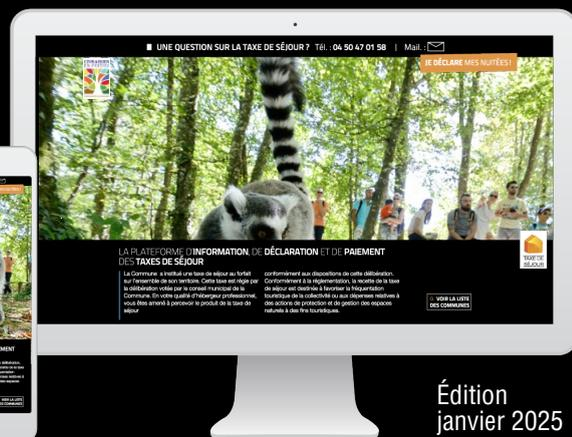 UNE QUESTION SUR LA TAXE DE SÉJOUR ? Tél. : 04 50 47 01 58 | Mail. :
JE DÉCLARE MES NUITÉES !
LA PLATEFORME D'INFORMATION, DE DÉCLARATION ET DE PAIEMENT
DES TAXES DE SÉJOUR
La Commune a institué une taxe de séjour au forfait
sur l'ensemble de son territoire. Cette taxe est régie par
la délibération votée par le conseil municipal de la
Commune. En votre qualité d'hébergeur professionnel,
vous êtes amené à percevoir le produit de la taxe de
séjour
conformément aux dispositions de cette délibération.
Conformément à la réglementation, la recette de la taxe
de séjour est destinée à favoriser la fréquentation
touristique de la collectivité ou aux dépenses relatives à
des actions de protection et de gestion des espaces
naturels à des fins touristiques.
TAXE DE
SÉJOUR
VOIR LA LISTE
DES COMMUNES
Édition
janvier 2025